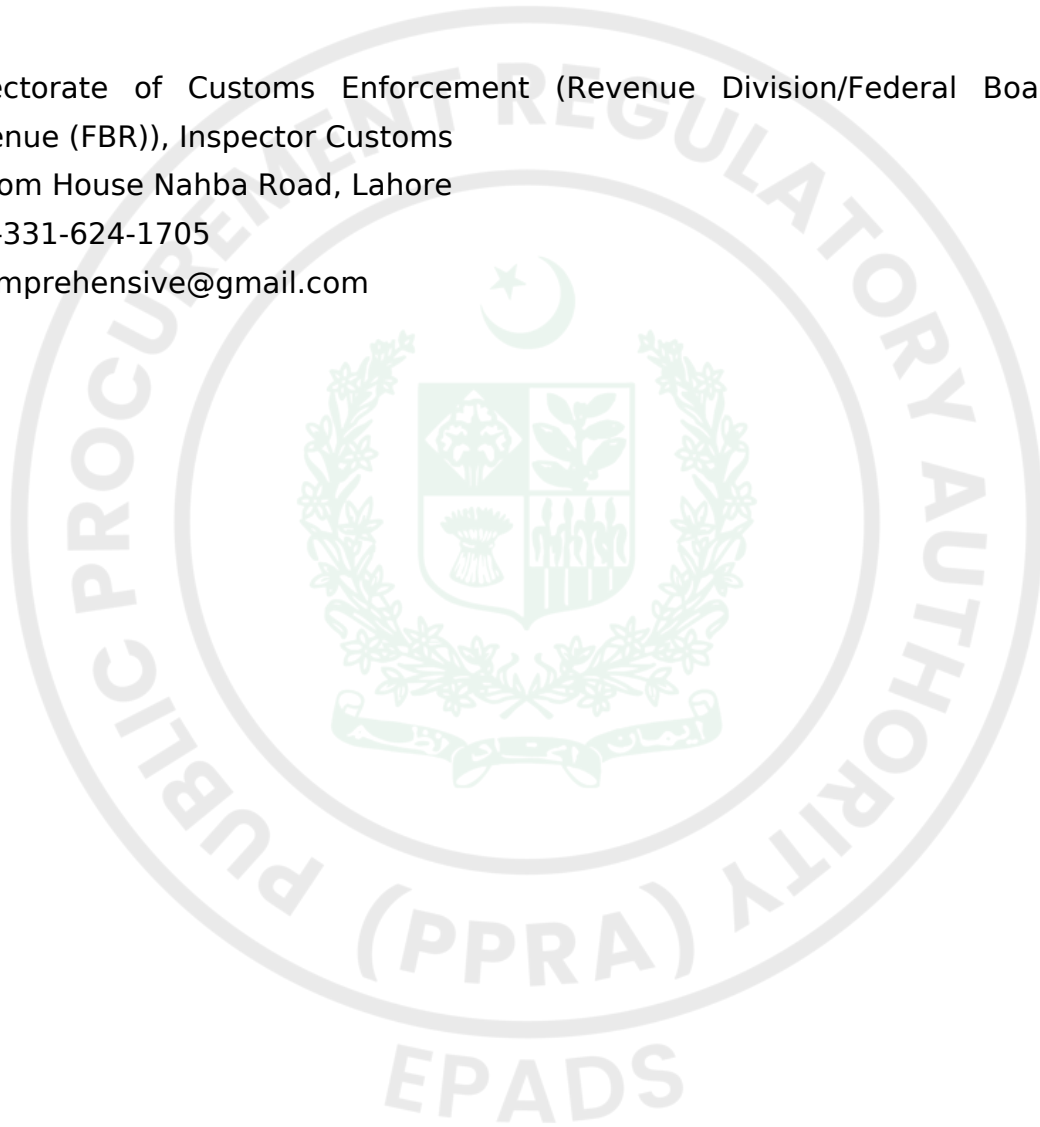 ectorate of Customs Enforcement (Revenue Division/Federal Boa
enue (FBR)), Inspector Customs
om House Nahba Road, Lahore
-331-624-1705
mprehensive@gmail.com
PUBLIC PROCUREMENT REGULATORY AUTHORITY
(PPRA)
EPADS